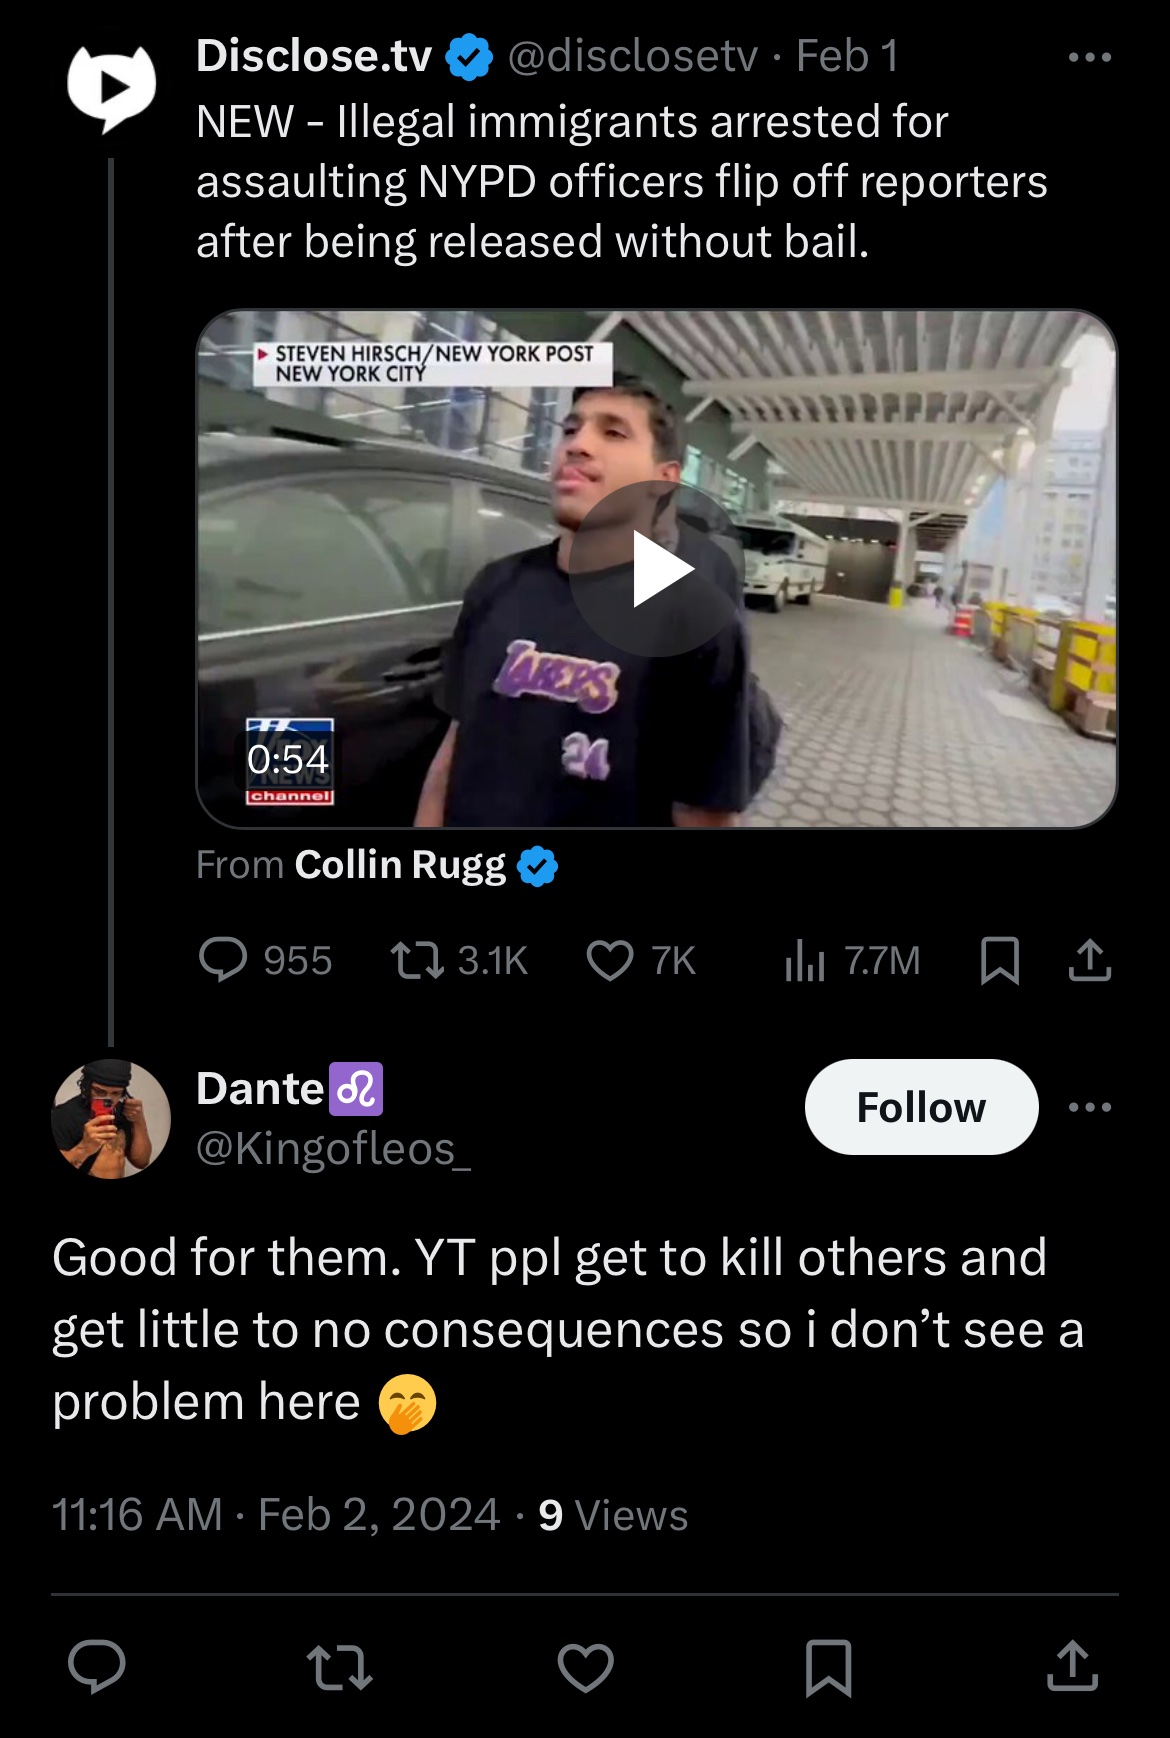 Disclose.tv @disclosetv · Feb 1
NEW - Illegal immigrants arrested for
assaulting NYPD officers flip off reporters
after being released without bail.
STEVEN HIRSCH/NEW YORK POST
NEW YORK CITY
LAKERS
24
0:54
NEWS
channel
From Collin Rugg
955 3.1K 7K 7.7M
Dante♌
@Kingofleos_
Follow
Good for them. YT ppl get to kill others and
get little to no consequences so i don’t see a
problem here 🤭
11:16 AM · Feb 2, 2024 · 9 Views